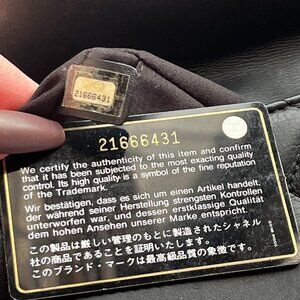 21666431
21666431
We certify the authenticity of this item and confirm
that it has been subjected to the most exacting quality
control. Its high quality is a symbol of the fine reputation
of the Trademark.
Wir bestätigen, dass es sich um einen Artikel handelt,
der während seiner Herstellung strengsten Kontrollen
unterworfen war, und dessen erstklassige Qualität
dem hohen Ansehen unserer Marke entspricht.
この製品は厳しい管理のもとに製造されたシャネル
社の商品であることを証明いたします。
このブランド・マークは最高級品質の象徴です。